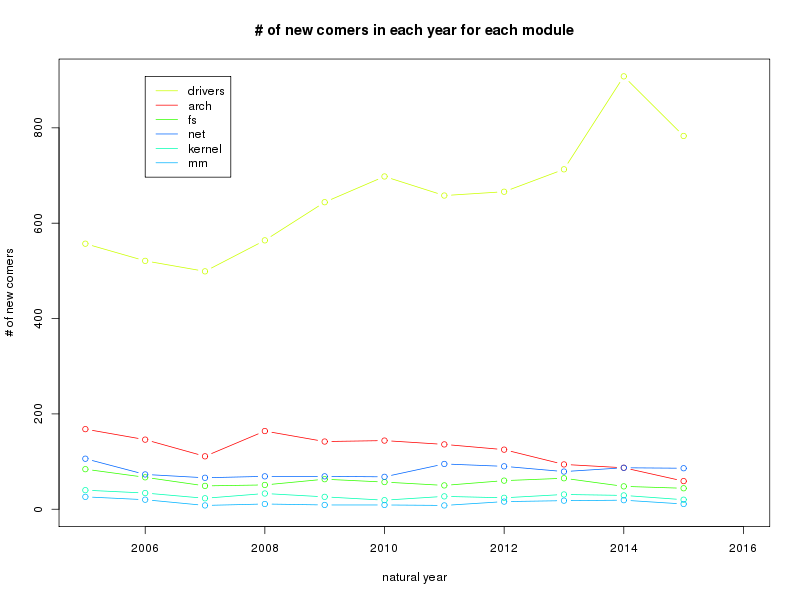 # of new comers in each year for each module
drivers
arch
fs
net
kernel
mm
# of new comers
800
600
400
200
0
2006 2008 2010 2012 2014 2016
natural year